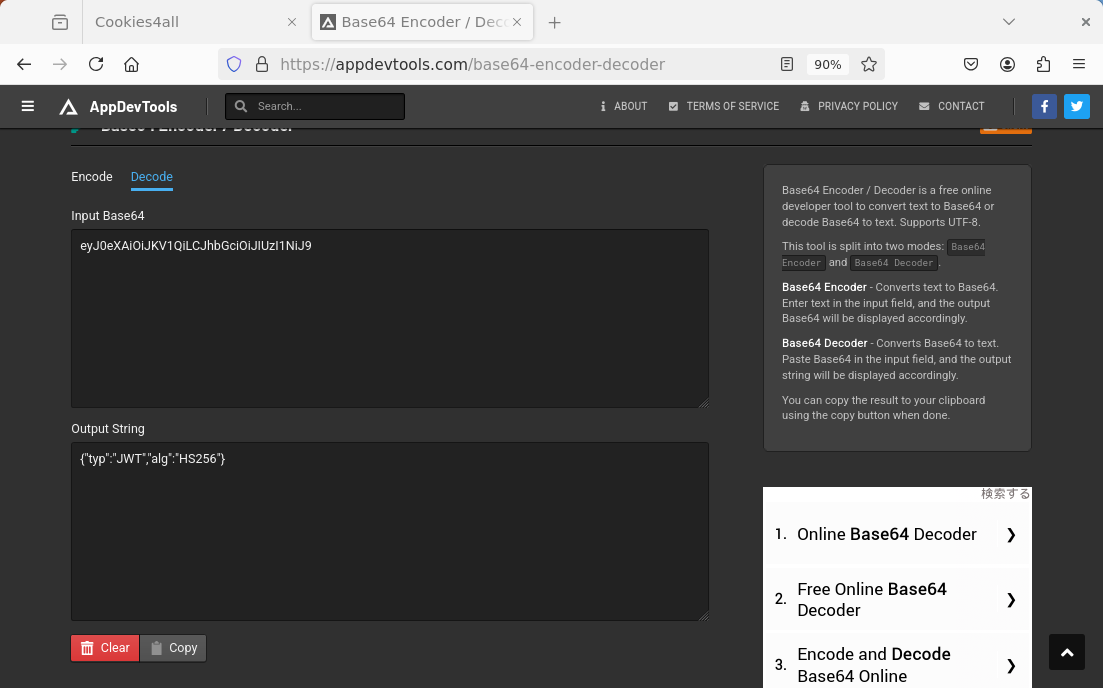 Cookies4all
Base64 Encoder / Dec
https://appdevtools.com/base64-encoder-decoder
90%
AppDevTools
Search...
ABOUT
TERMS OF SERVICE
PRIVACY POLICY
CONTACT
Base64 Encoder / Decoder
Encode
Decode
Input Base64
eyJ0eXAiOiJKV1QiLCJhbGciOiJIUzI1NiJ9
Output String
{"typ":"JWT","alg":"HS256"}
Clear
Copy
Base64 Encoder / Decoder is a free online
developer tool to convert text to Base64 or
decode Base64 to text. Supports UTF-8.
This tool is split into two modes: Base64
Encoder and Base64 Decoder.
Base64 Encoder - Converts text to Base64.
Enter text in the input field, and the output
Base64 will be displayed accordingly.
Base64 Decoder - Converts Base64 to text.
Paste Base64 in the input field, and the output
string will be displayed accordingly.
You can copy the result to your clipboard
using the copy button when done.
検索する
1. Online Base64 Decoder
2. Free Online Base64
Decoder
3. Encode and Decode
Base64 Online